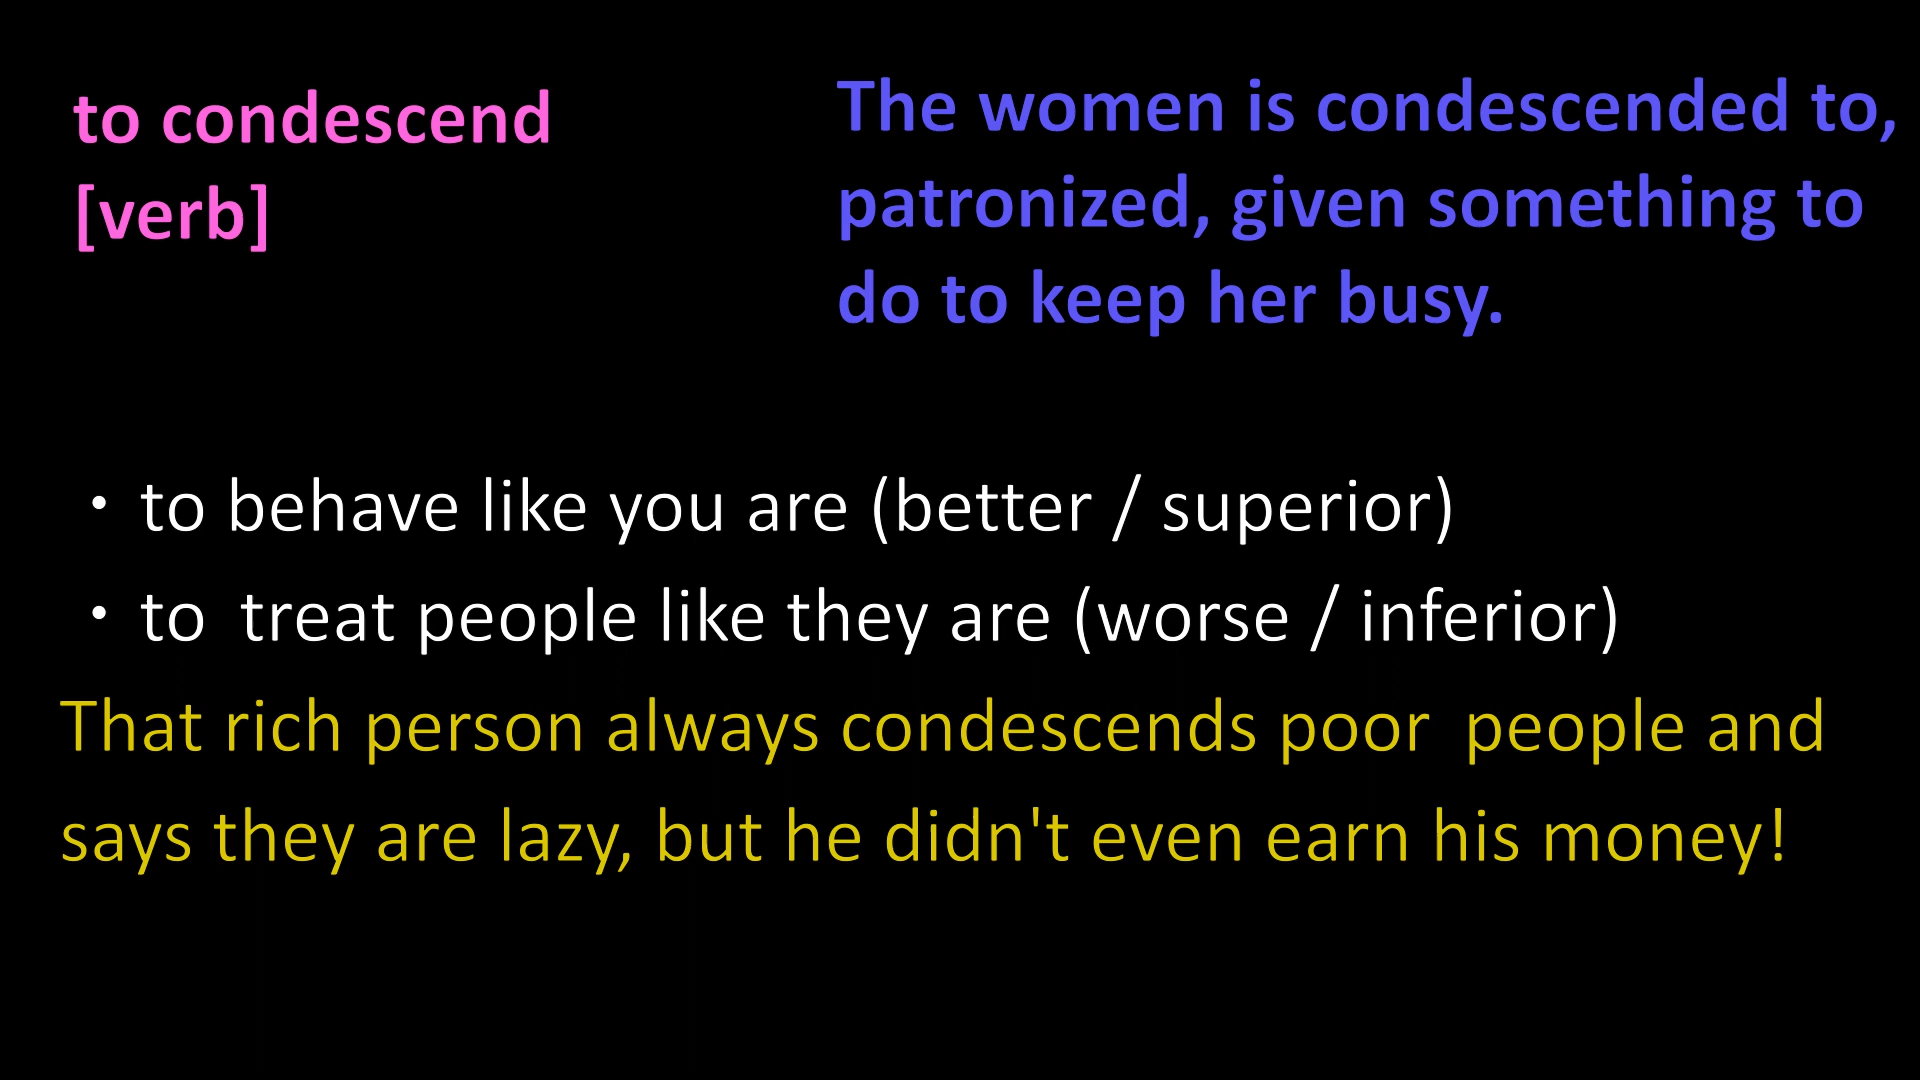 to condescend
[verb]
The women is condescended to,
patronized, given something to
do to keep her busy.
・to behave like you are (better / superior)
・to  treat people like they are (worse / inferior)
That rich person always condescends poor  people and
says they are lazy, but he didn't even earn his money!